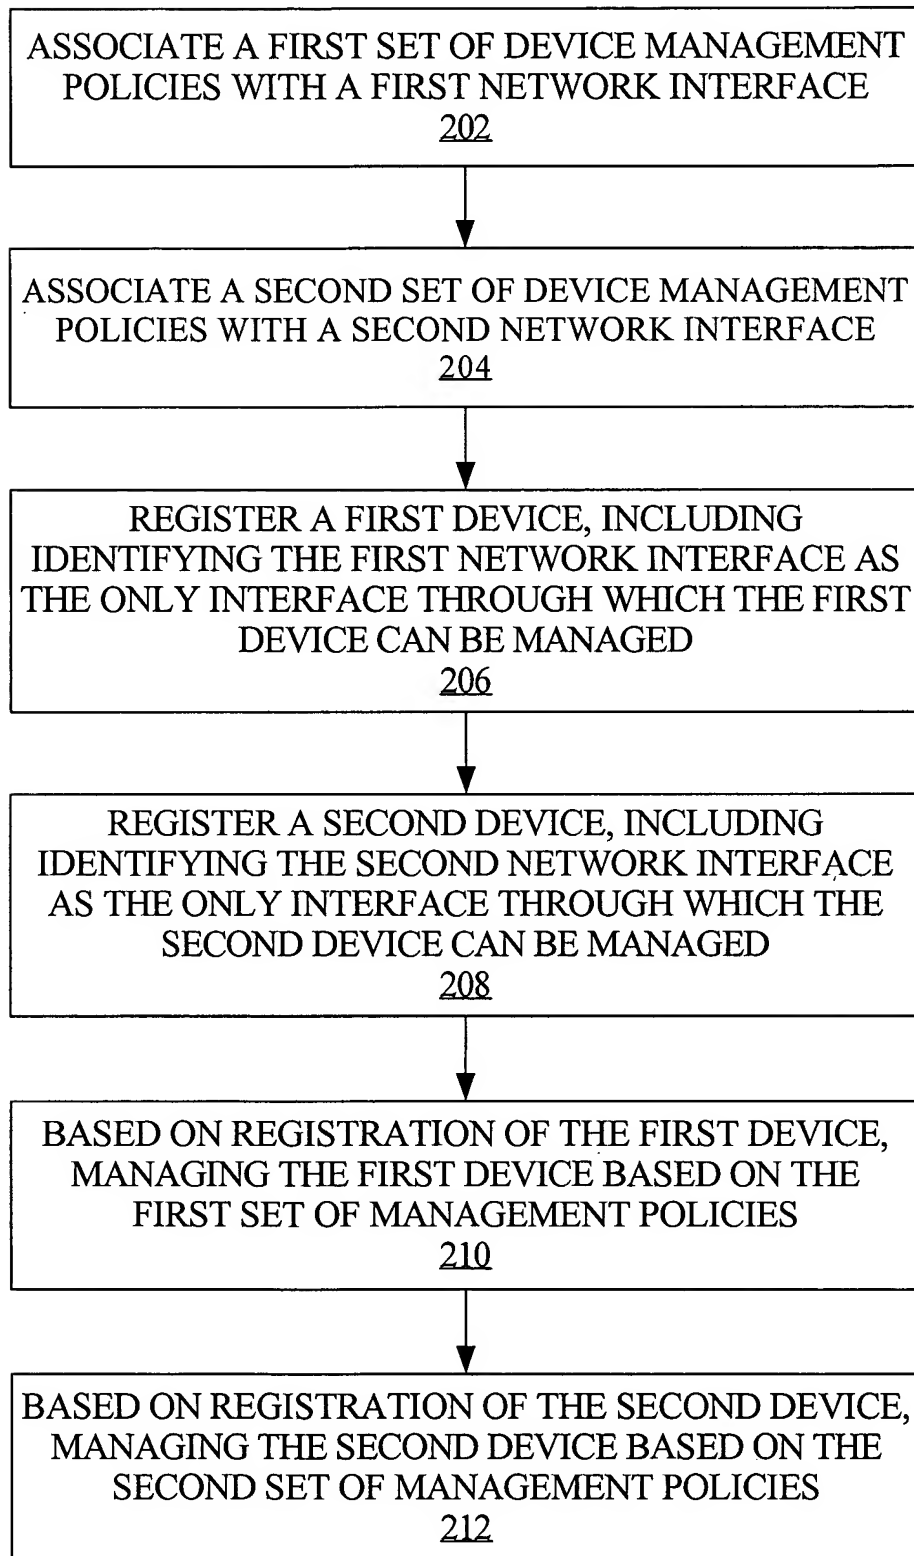 ASSOCIATE A FIRST SET OF DEVICE MANAGEMENT
POLICIES WITH A FIRST NETWORK INTERFACE
202
ASSOCIATE A SECOND SET OF DEVICE MANAGEMENT
POLICIES WITH A SECOND NETWORK INTERFACE
204
REGISTER A FIRST DEVICE, INCLUDING
IDENTIFYING THE FIRST NETWORK INTERFACE AS
THE ONLY INTERFACE THROUGH WHICH THE FIRST
DEVICE CAN BE MANAGED
206
REGISTER A SECOND DEVICE, INCLUDING
IDENTIFYING THE SECOND NETWORK INTERFACE
AS THE ONLY INTERFACE THROUGH WHICH THE
SECOND DEVICE CAN BE MANAGED
208
BASED ON REGISTRATION OF THE FIRST DEVICE,
MANAGING THE FIRST DEVICE BASED ON THE
FIRST SET OF MANAGEMENT POLICIES
210
BASED ON REGISTRATION OF THE SECOND DEVICE,
MANAGING THE SECOND DEVICE BASED ON THE
SECOND SET OF MANAGEMENT POLICIES
212